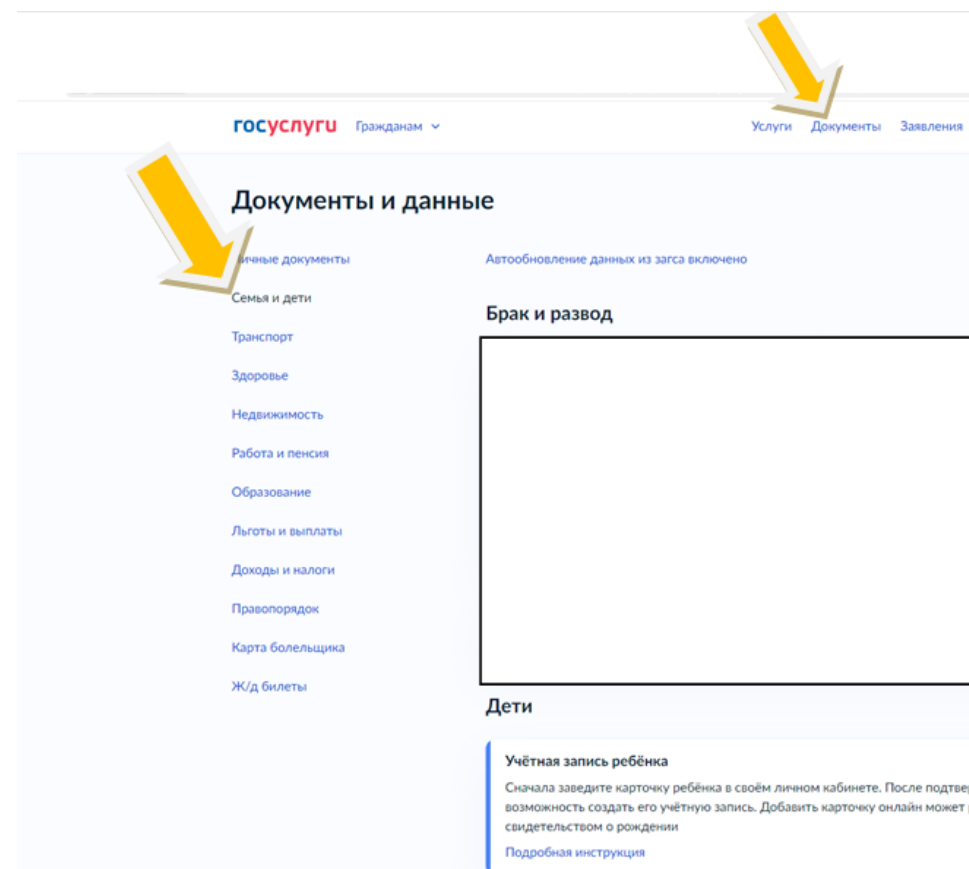 госуслуги Гражданам Услуги Документы Заявления
Документы и данные
Личные документы
Автообновление данных из загса включено
Семья и дети
Брак и развод
Транспорт
Здоровье
Недвижимость
Работа и пенсия
Образование
Льготы и выплаты
Доходы и налоги
Правопорядок
Карта болельщика
Ж/д билеты
Дети
Учётная запись ребёнка
Сначала заведите карточку ребёнка в своём личном кабинете. После
возможность создать его учётную запись. Добавить карточку онлайн может
свидетельством о рождении
Подробная инструкция